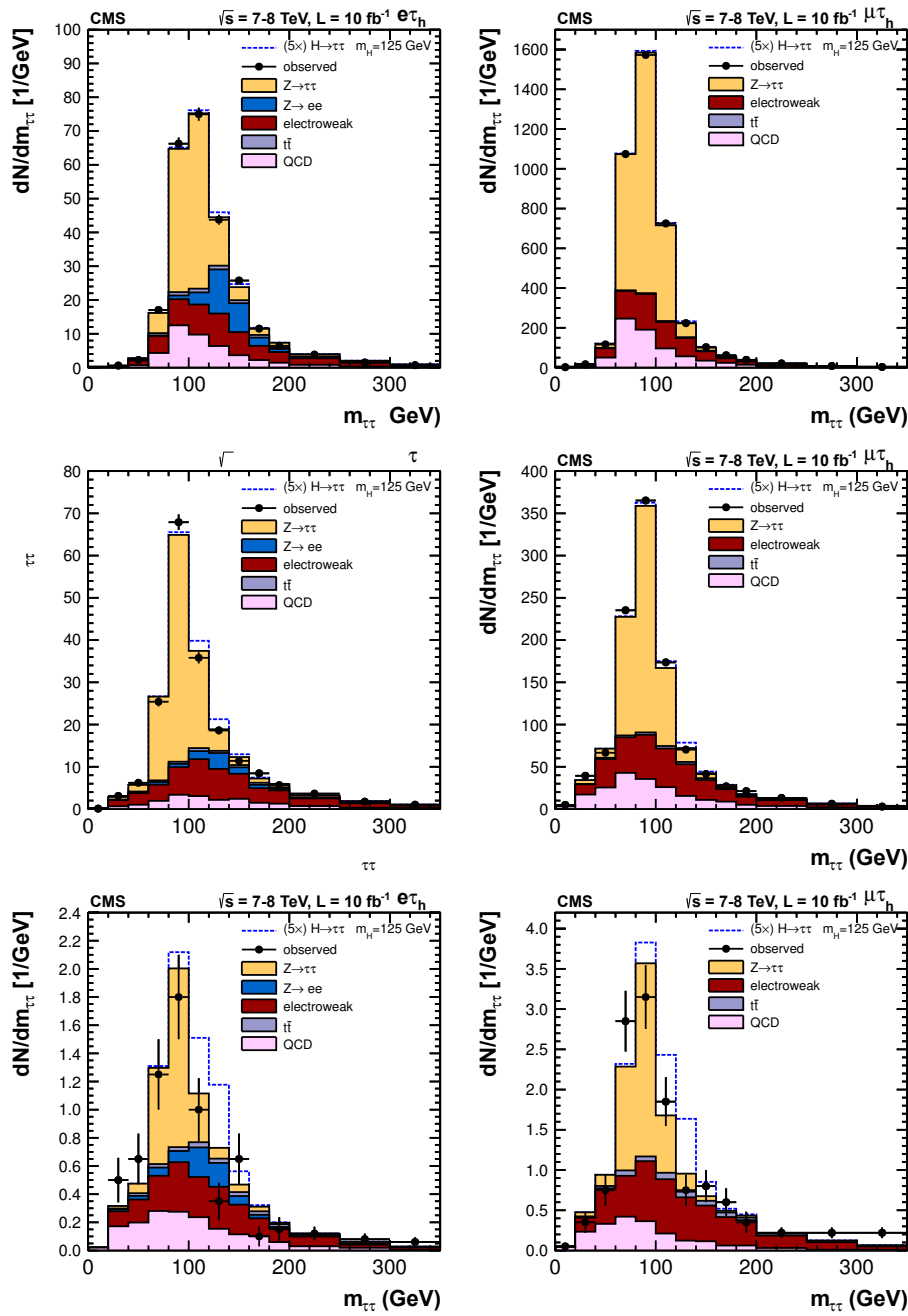 CMS √s = 7-8 TeV, L = 10 fb⁻¹ eτh
dN/dmττ [1/GeV]
(5×) H→ττ mH=125 GeV
observed
Z→ττ
Z→ ee
electroweak
tt̄
QCD
100
90
80
70
60
50
40
30
20
10
0
0 100 200 300
mττ GeV)
CMS √s = 7-8 TeV, L = 10 fb⁻¹ μτh
dN/dmττ [1/GeV]
(5×) H→ττ mH=125 GeV
observed
Z→ττ
electroweak
tt̄
QCD
1600
1400
1200
1000
800
600
400
200
0
0 100 200 300
mττ (GeV)
√ τ
ττ
(5×) H→ττ mH=125 GeV
observed
Z→ττ
Z→ ee
electroweak
tt̄
QCD
80
70
60
50
40
30
20
10
0
0 100 200 300
ττ
CMS √s = 7-8 TeV, L = 10 fb⁻¹ μτh
dN/dmττ [1/GeV]
(5×) H→ττ mH=125 GeV
observed
Z→ττ
electroweak
tt̄
QCD
400
350
300
250
200
150
100
50
0
0 100 200 300
mττ (GeV)
CMS √s = 7-8 TeV, L = 10 fb⁻¹ eτh
dN/dmττ [1/GeV]
(5×) H→ττ mH=125 GeV
observed
Z→ττ
Z→ ee
electroweak
tt̄
QCD
2.4
2.2
2.0
1.8
1.6
1.4
1.2
1.0
0.8
0.6
0.4
0.2
0.0
0 100 200 300
mττ (GeV)
CMS √s = 7-8 TeV, L = 10 fb⁻¹ μτh
dN/dmττ [1/GeV]
(5×) H→ττ mH=125 GeV
observed
Z→ττ
electroweak
tt̄
QCD
4.0
3.5
3.0
2.5
2.0
1.5
1.0
0.5
0.0
0 100 200 300
mττ (GeV)